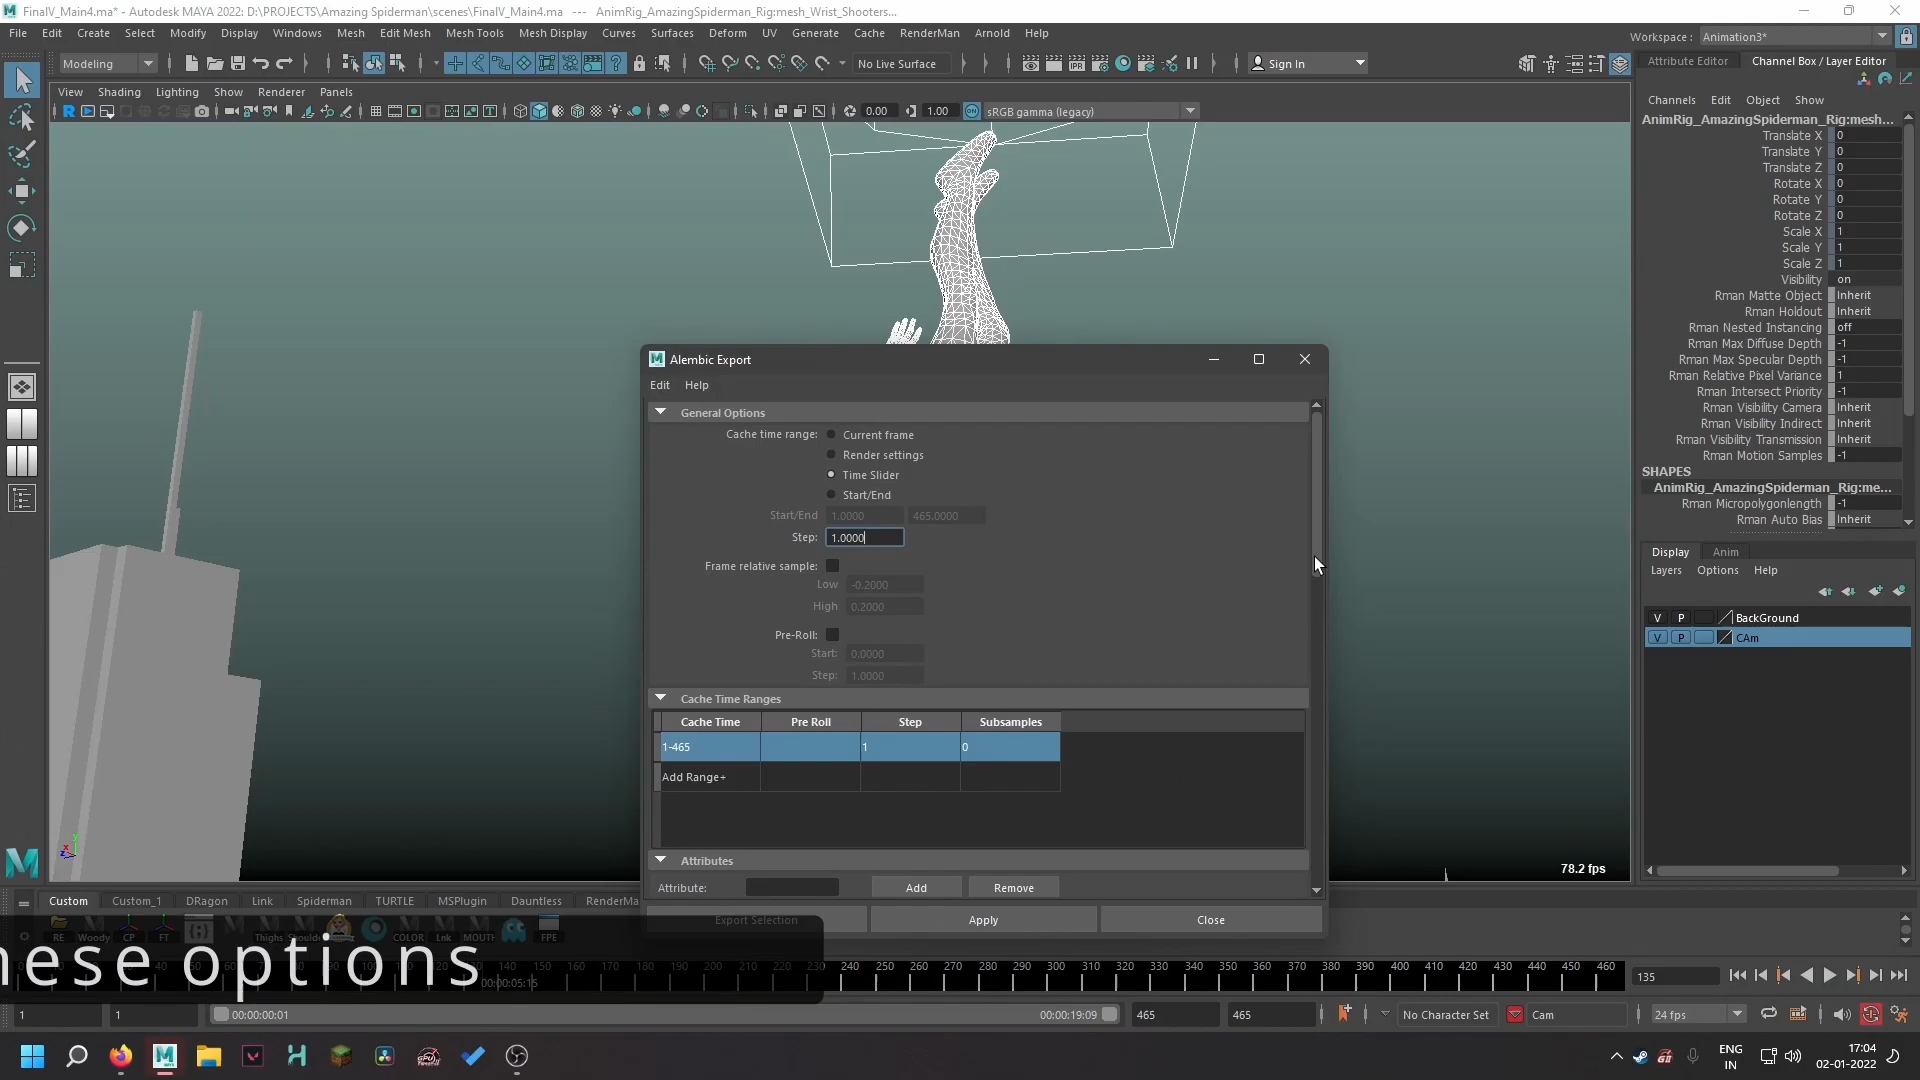 FinalV_Main4.ma* - Autodesk MAYA 2022: D:\PROJECTS\Amazing Spiderman\scenes\FinalV_Main4.ma --- AnimRig_AmazingSpiderman_Rig:mesh_Wrist_Shooters...
File Edit Create Select Modify Display Windows Mesh Edit Mesh Mesh Tools Mesh Display Curves Surfaces Deform UV Generate Cache RenderMan Arnold Help
Workspace : Animation3*
Modeling
No Live Surface
Sign In
Attribute Editor Channel Box / Layer Editor
View Shading Lighting Show Renderer Panels
Channels Edit Object Show
0.00 1.00 sRGB gamma (legacy)
AnimRig_AmazingSpiderman_Rig:mesh...
Translate X 0
Translate Y 0
Translate Z 0
Rotate X 0
Rotate Y 0
Rotate Z 0
Scale X 1
Scale Y 1
Scale Z 1
Visibility on
Rman Matte Object Inherit
Rman Holdout Inherit
Rman Nested Instancing off
Rman Max Diffuse Depth -1
Rman Max Specular Depth -1
Rman Relative Pixel Variance 1
Rman Intersect Priority -1
Rman Visibility Camera Inherit
Rman Visibility Indirect Inherit
Rman Visibility Transmission Inherit
Rman Motion Samples -1
SHAPES
AnimRig_AmazingSpiderman_Rig:me...
Rman Micropolygonlength -1
Rman Auto Bias Inherit
Display Anim
Layers Options Help
V P BackGround
V P CAm
Alembic Export
Edit Help
General Options
Cache time range: Current frame
Render settings
Time Slider
Start/End
Start/End 1.0000 465.0000
Step: 1.0000
Frame relative sample:
Low -0.2000
High 0.2000
Pre-Roll:
Start: 0.0000
Step: 1.0000
Cache Time Ranges
Cache Time Pre Roll Step Subsamples
1-465 1 0
Add Range+
Attributes
Attribute: Add Remove
Export Selection Apply Close
78.2 fps
Custom Custom_1 DRagon Link Spiderman TURTLE MSPlugin Dauntless RenderMa
RE Woody CP FT Thighs COLOR Lnk MOUTH FPE
hese options
140 150 160 170 180 190 200 210 220 230 240 250 260 270 280 290 300 310 320 330 340 350 360 370 380 390 400 410 420 430 440 450 460
00:00:05:15
135
1 1 00:00:00:01 00:00:19:09 465 465 No Character Set Cam 24 fps
ENG
IN
17:04
02-01-2022